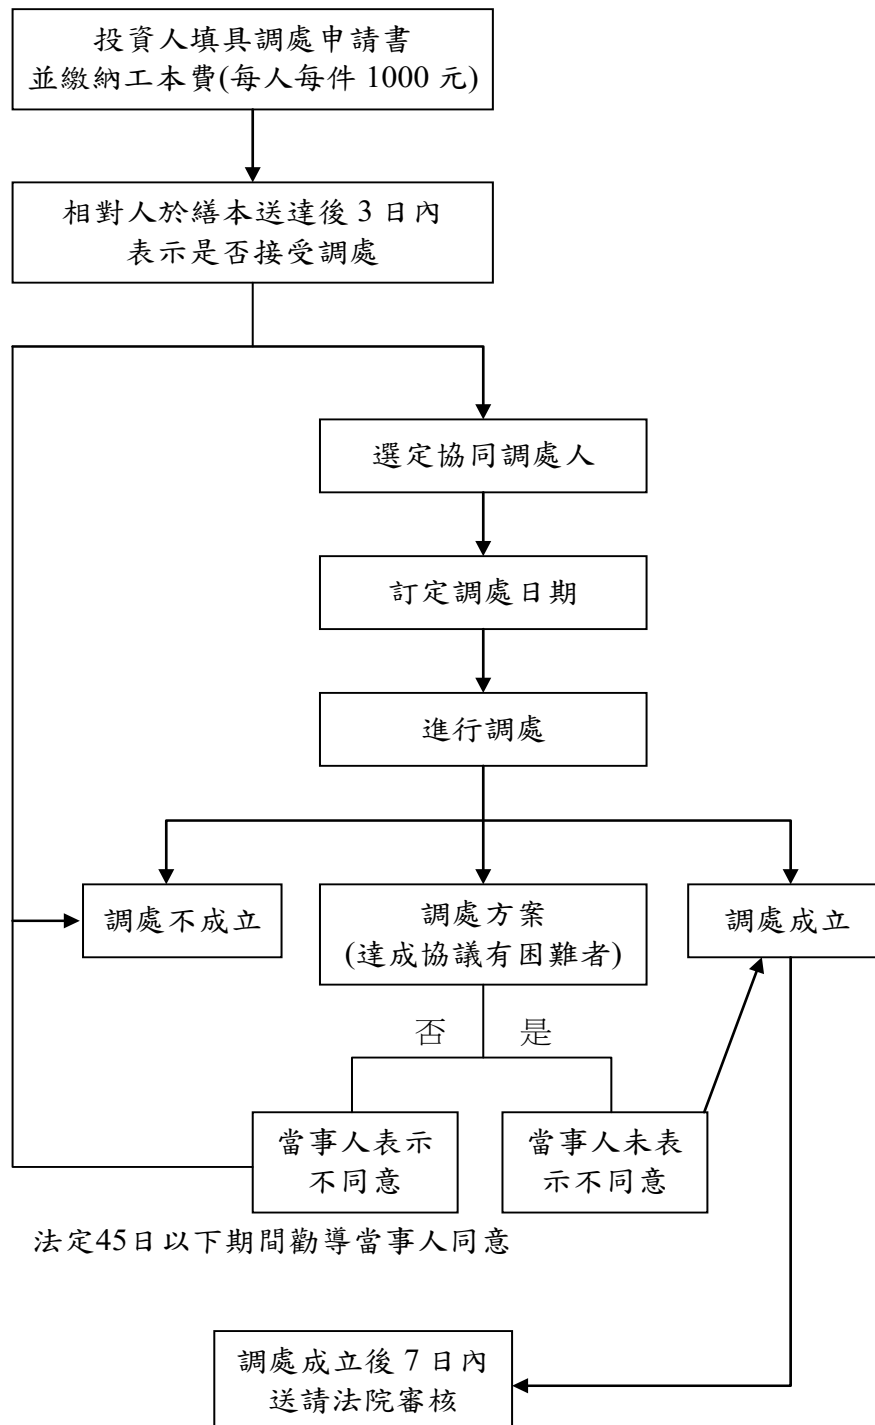 投資人填具調處申請書
並繳納工本費(每人每件 1000 元)
相對人於繕本送達後 3 日內
表示是否接受調處
選定協同調處人
訂定調處日期
進行調處
調處不成立
調處方案
(達成協議有困難者)
調處成立
否
是
當事人表示
不同意
當事人未表
示不同意
法定45日以下期間勸導當事人同意
調處成立後 7 日內
送請法院審核